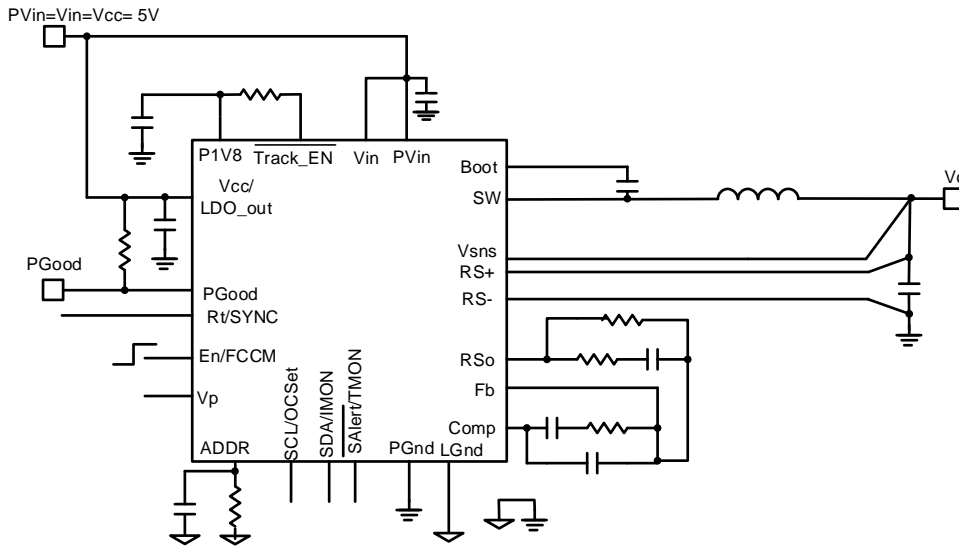 PVin=Vin=Vcc= 5V
P1V8
Track_EN
Vin
PVin
Boot
Vcc/
LDO_out
SW
Vsns
RS+
PGood
PGood
RS-
Rt/SYNC
En/FCCM
RSo
Vp
Fb
Comp
ADDR
SCL/OCSet
SDA/IMON
SAlert/TMON
PGnd
LGnd